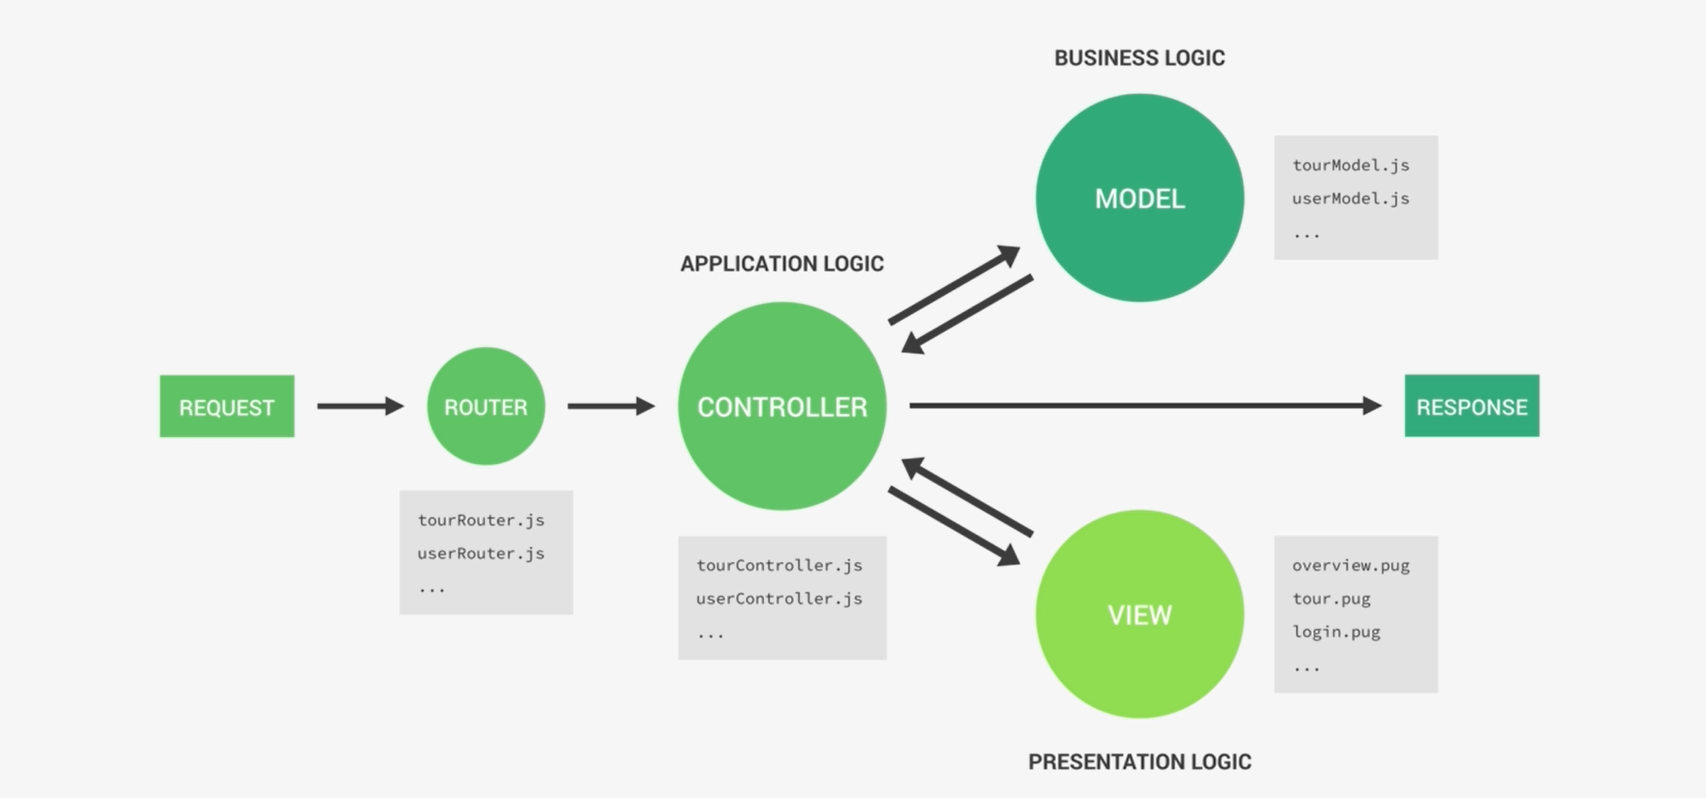 BUSINESS LOGIC
MODEL
tourModel.js
userModel.js
...
APPLICATION LOGIC
REQUEST
ROUTER
CONTROLLER
RESPONSE
tourRouter.js
userRouter.js
...
tourController.js
userController.js
...
VIEW
overview.pug
tour.pug
login.pug
...
PRESENTATION LOGIC